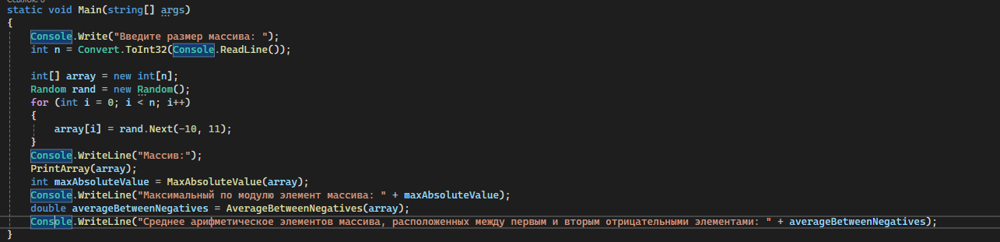 Ссылок: 0
static void Main(string[] args)
{
    Console.Write("Введите размер массива: ");
    int n = Convert.ToInt32(Console.ReadLine());
    int[] array = new int[n];
    Random rand = new Random();
    for (int i = 0; i < n; i++)
    {
        array[i] = rand.Next(-10, 11);
    }
    Console.WriteLine("Массив:");
    PrintArray(array);
    int maxAbsoluteValue = MaxAbsoluteValue(array);
    Console.WriteLine("Максимальный по модулю элемент массива: " + maxAbsoluteValue);
    double averageBetweenNegatives = AverageBetweenNegatives(array);
    Console.WriteLine("Среднее арифметическое элементов массива, расположенных между первым и вторым отрицательными элементами: " + averageBetweenNegatives);
}